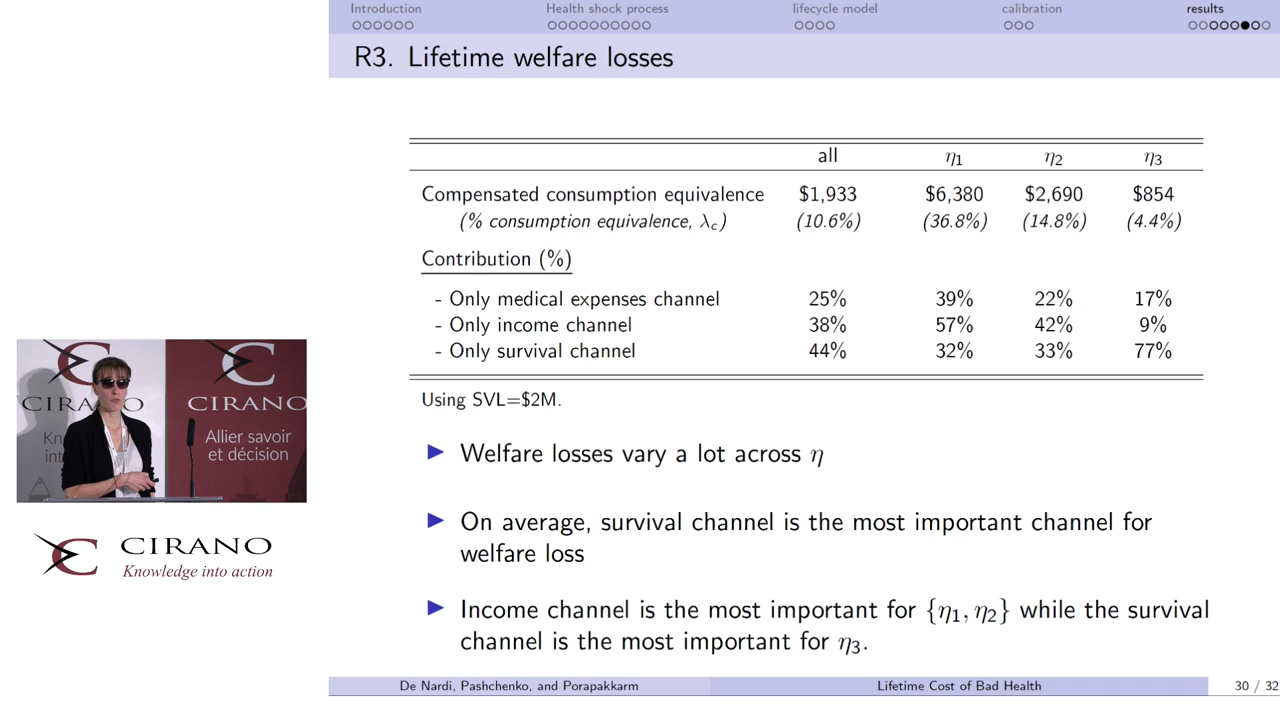 Introduction Health shock process lifecycle model calibration results
R3. Lifetime welfare losses
all η₁ η₂ η₃
Compensated consumption equivalence $1,933 $6,380 $2,690 $854
(% consumption equivalence, λc) (10.6%) (36.8%) (14.8%) (4.4%)
Contribution (%)
- Only medical expenses channel 25% 39% 22% 17%
- Only income channel 38% 57% 42% 9%
- Only survival channel 44% 32% 33% 77%
Using SVL=$2M.
▶ Welfare losses vary a lot across η
▶ On average, survival channel is the most important channel for
welfare loss
▶ Income channel is the most important for {η₁, η₂} while the survival
channel is the most important for η₃.
De Nardi, Pashchenko, and Porapakkarm Lifetime Cost of Bad Health 30 / 32
CIRANO
Allier savoir
et décision
CIRANO
Knowledge into action